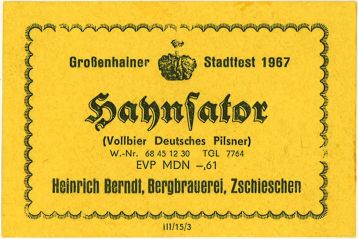 Großenhainer Stadtfest 1967
Haynsator
(Vollbier Deutsches Pilsner)
W.-Nr. 68 45 12 30 TGL 7764
EVP MDN –,61
Heinrich Berndt, Bergbrauerei, Zschieschen
III/15/3